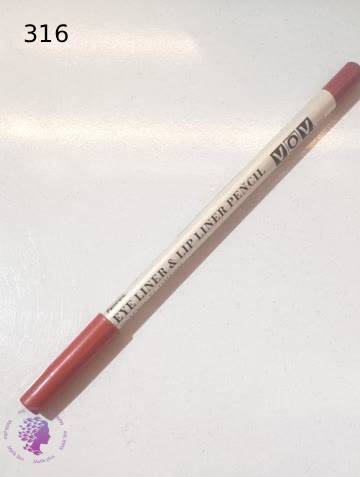 316
VOV
EYE LINER & LIP LINER PENCIL